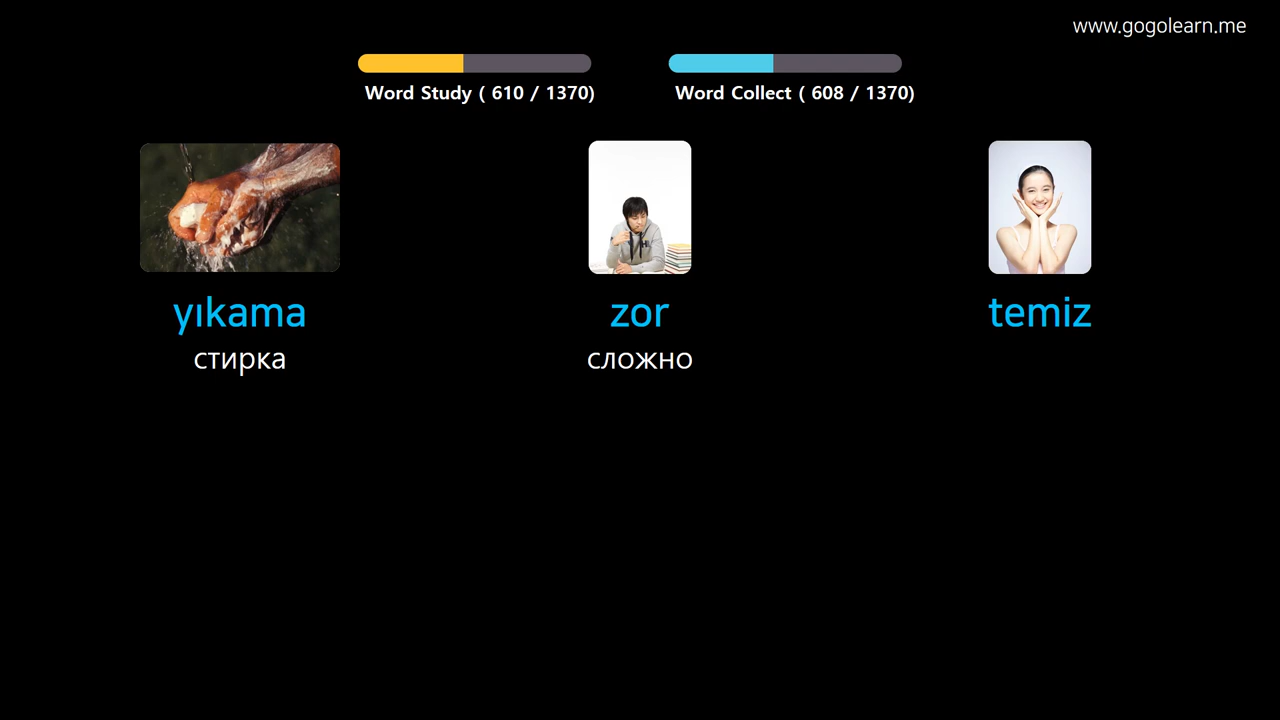 www.gogolearn.me
Word Study ( 610 / 1370)
Word Collect ( 608 / 1370)
yıkama
zor
temiz
стирка
сложно